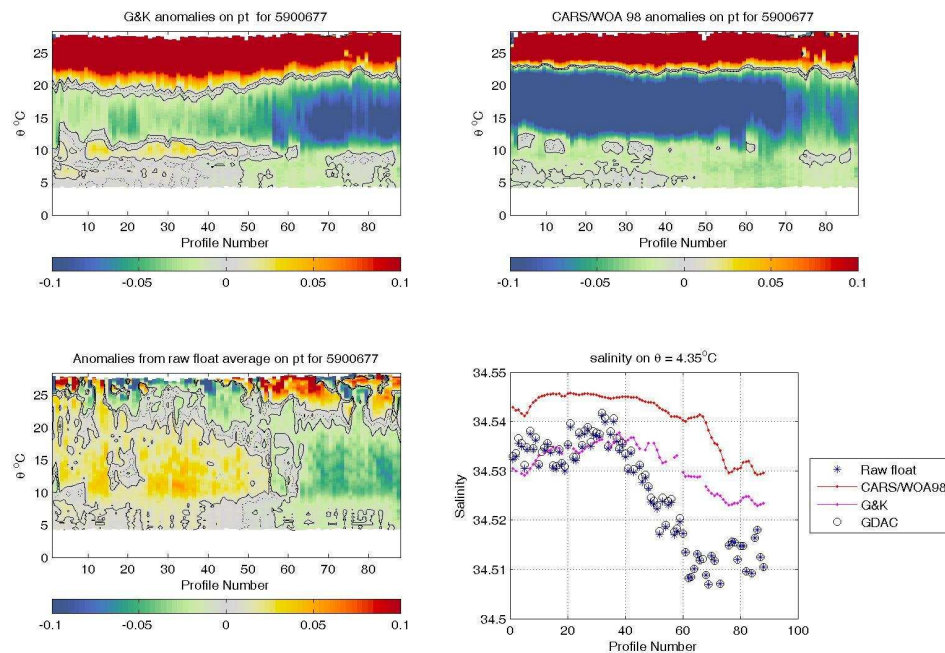 G&K anomalies on pt for 5900677
25
20
15
10
5
0
θ °C
10 20 30 40 50 60 70 80
Profile Number
-0.1 -0.05 0 0.05 0.1
CARS/WOA 98 anomalies on pt for 5900677
25
20
15
10
5
0
θ °C
10 20 30 40 50 60 70 80
Profile Number
-0.1 -0.05 0 0.05 0.1
Anomalies from raw float average on pt for 5900677
25
20
15
10
5
0
θ °C
10 20 30 40 50 60 70 80
Profile Number
-0.1 -0.05 0 0.05 0.1
salinity on θ = 4.35°C
34.55
34.54
34.53
34.52
34.51
34.5
Salinity
0 20 40 60 80 100
Profile Number
Raw float
CARS/WOA98
G&K
GDAC